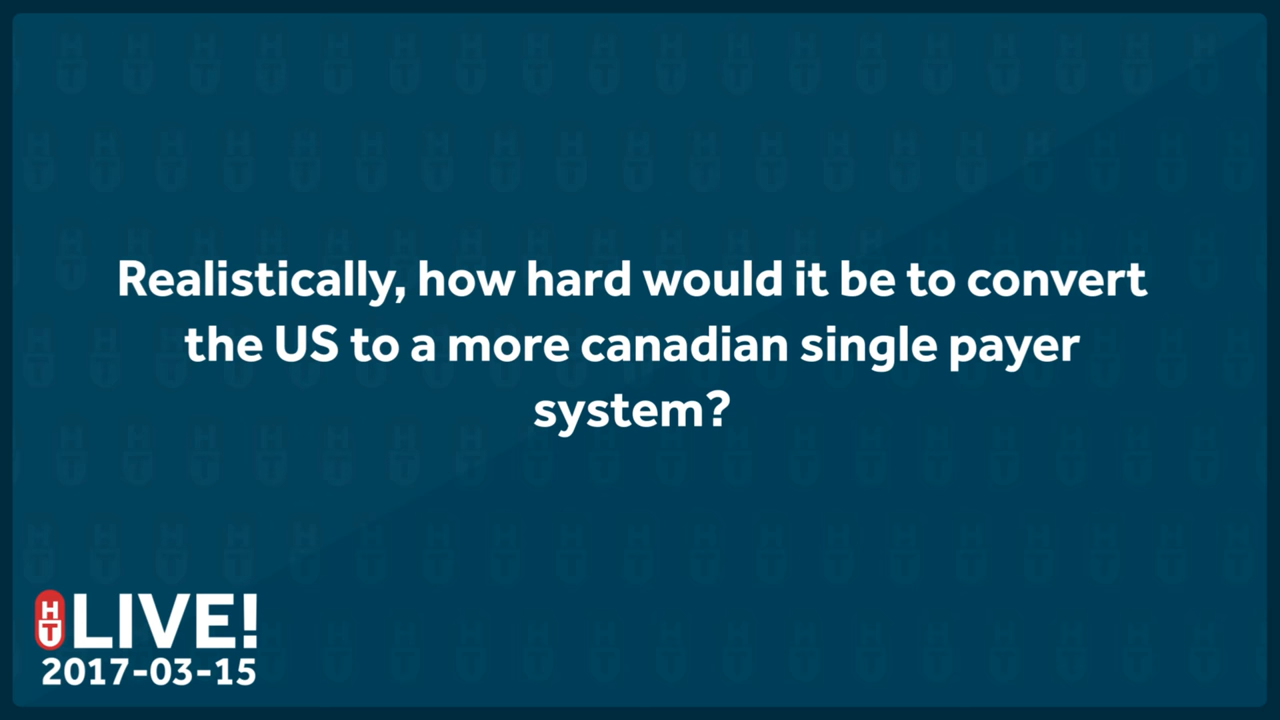 Realistically, how hard would it be to convert
the US to a more canadian single payer
system?
HT LIVE!
2017-03-15